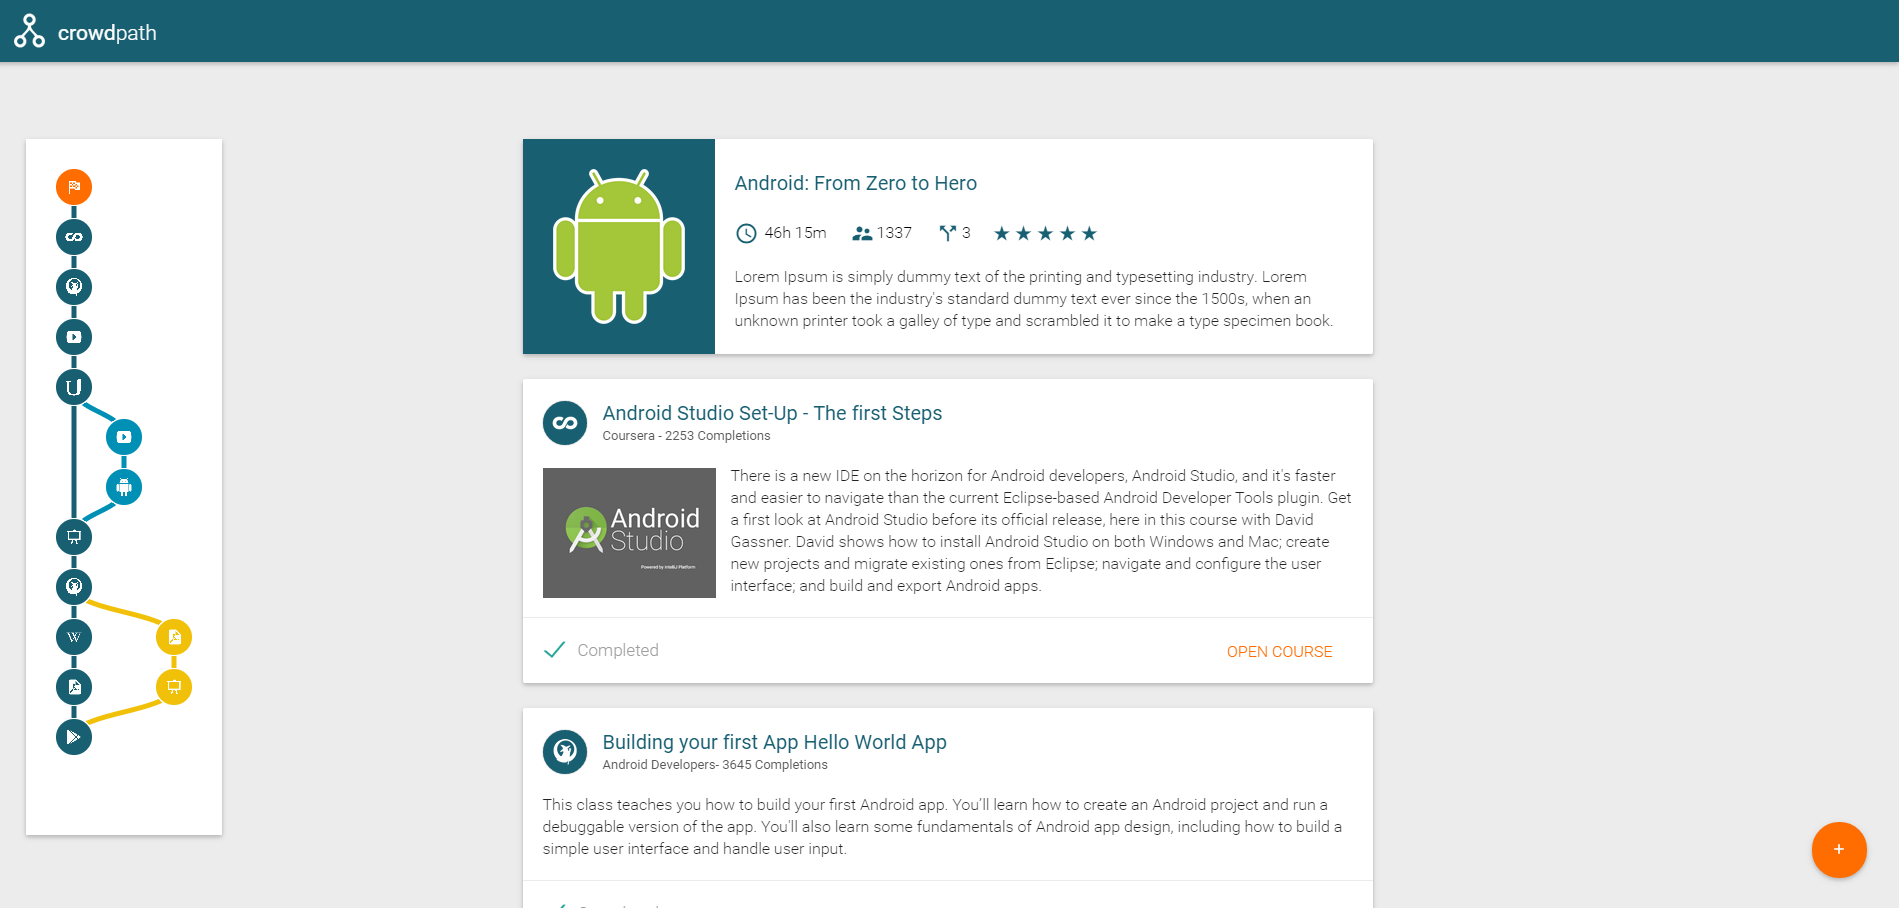 crowdpath
Android: From Zero to Hero
46h 15m 1337 3
Lorem Ipsum is simply dummy text of the printing and typesetting industry. Lorem
Ipsum has been the industry's standard dummy text ever since the 1500s, when an
unknown printer took a galley of type and scrambled it to make a type specimen book.
Android Studio Set-Up - The first Steps
Coursera - 2253 Completions
Android
Studio
Powered by IntelliJ Platform
There is a new IDE on the horizon for Android developers, Android Studio, and it's faster
and easier to navigate than the current Eclipse-based Android Developer Tools plugin. Get
a first look at Android Studio before its official release, here in this course with David
Gassner. David shows how to install Android Studio on both Windows and Mac; create
new projects and migrate existing ones from Eclipse; navigate and configure the user
interface; and build and export Android apps.
Completed
OPEN COURSE
W
Building your first App Hello World App
Android Developers- 3645 Completions
This class teaches you how to build your first Android app. You'll learn how to create an Android project and run a
debuggable version of the app. You'll also learn some fundamentals of Android app design, including how to build a
simple user interface and handle user input.
+